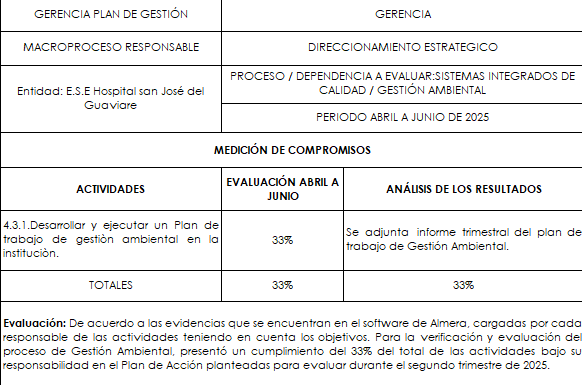 GERENCIA PLAN DE GESTIÓN
GERENCIA
MACROPROCESO RESPONSABLE
DIRECCIONAMIENTO ESTRATEGICO
Entidad: E.S.E Hospital san José del
Guaviare
PROCESO / DEPENDENCIA A EVALUAR:SISTEMAS INTEGRADOS DE
CALIDAD / GESTIÓN AMBIENTAL
PERIODO ABRIL A JUNIO DE 2025
MEDICIÓN DE COMPROMISOS
ACTIVIDADES
EVALUACIÓN ABRIL A
JUNIO
ANÁLISIS DE LOS RESULTADOS
4.3.1.Desarrollar y ejecutar un Plan de
trabajo de gestiòn ambiental en la
instituciòn.
33%
Se adjunta informe trimestral del plan de
trabajo de Gestión Ambiental.
TOTALES
33%
33%
Evaluación: De acuerdo a las evidencias que se encuentran en el software de Almera, cargadas por cada
responsable de las actividades teniendo en cuenta los objetivos. Para la verificación y evaluación del
proceso de Gestión Ambiental, presentó un cumplimiento del 33% del total de las actividades bajo su
responsabilidad en el Plan de Acción planteadas para evaluar durante el segundo trimestre de 2025.